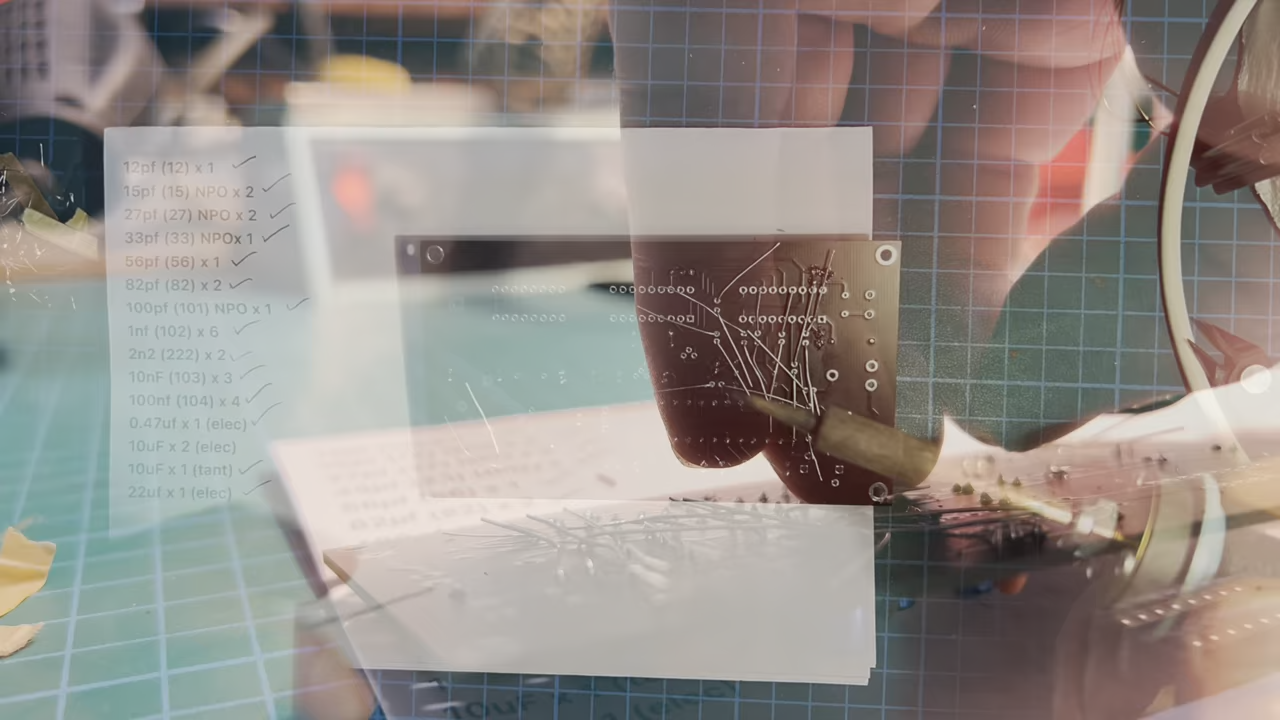 12pf (12) x 1
15pf (15) NPO x 2
27pf (27) NPO x 2
33pf (33) NPOx 1
56pf (56) x 1
82pf (82) x 2
100pf (101) NPO x 1
1nf (102) x 6
2n2 (222) x 2
10nF (103) x 3
100nf (104) x 4
0.47uf x 1 (elec)
10uF x 2 (elec)
10uF x 1 (tant)
22uf x 1 (elec)